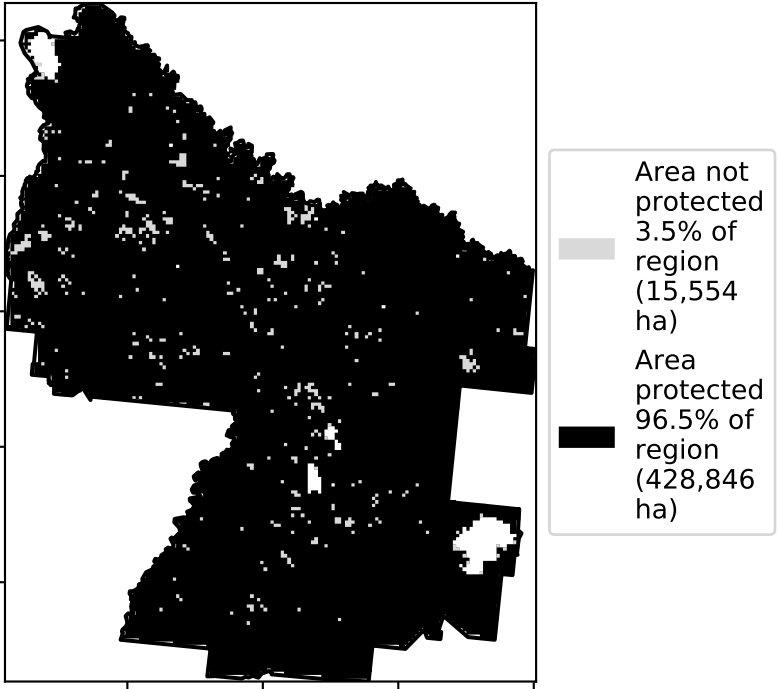 Area not
protected
3.5% of
region
(15,554
ha)
Area
protected
96.5% of
region
(428,846
ha)